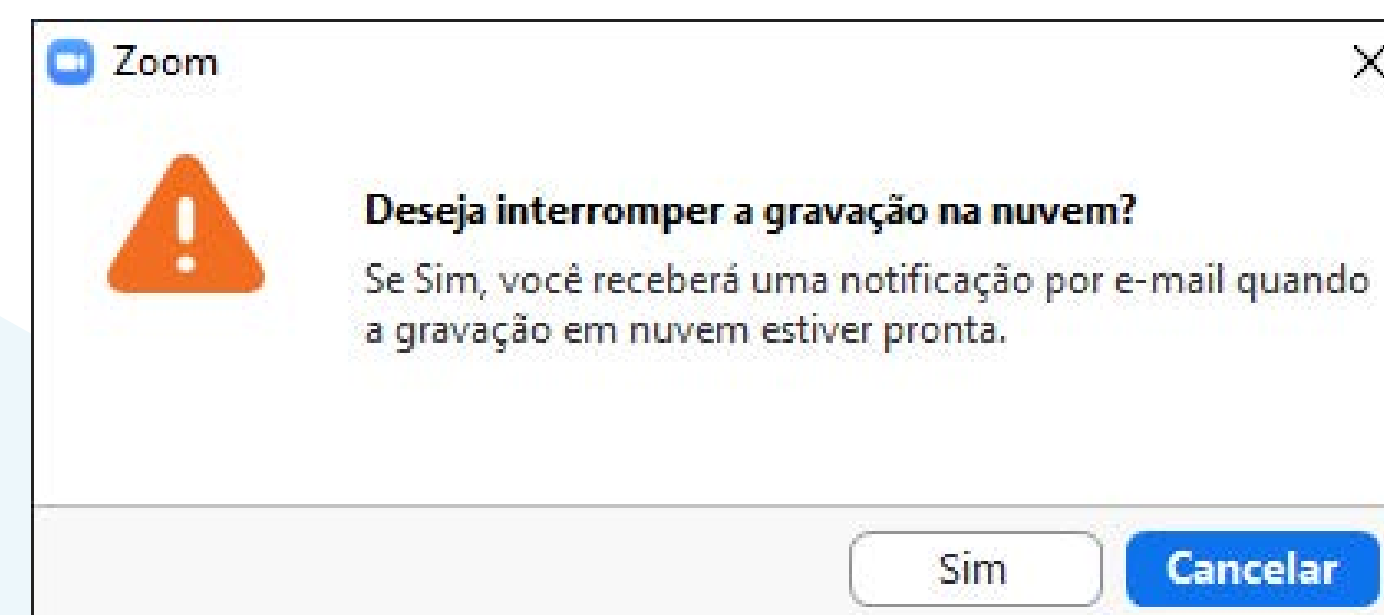 Zoom
Deseja interromper a gravação na nuvem?
Se Sim, você receberá uma notificação por e-mail quando
a gravação em nuvem estiver pronta.
Sim
Cancelar